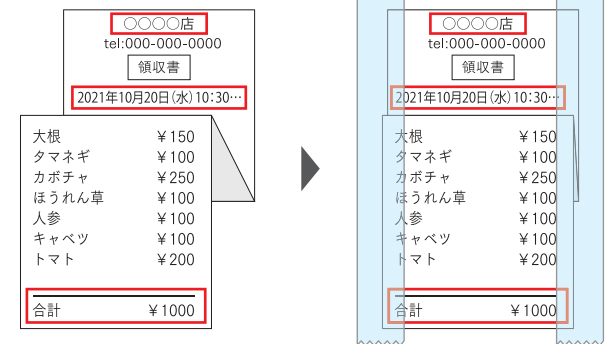 ○○○○店
tel:000-000-0000
領収書
2021年10月20日(水)10:30…
大根 ¥150
タマネギ ¥100
カボチャ ¥250
ほうれん草 ¥100
人参 ¥100
キャベツ ¥100
トマト ¥200
合計 ¥1000
○○○○店
tel:000-000-0000
領収書
2021年10月20日(水)10:30…
大根 ¥150
タマネギ ¥100
カボチャ ¥250
ほうれん草 ¥100
人参 ¥100
キャベツ ¥100
トマト ¥200
合計 ¥1000